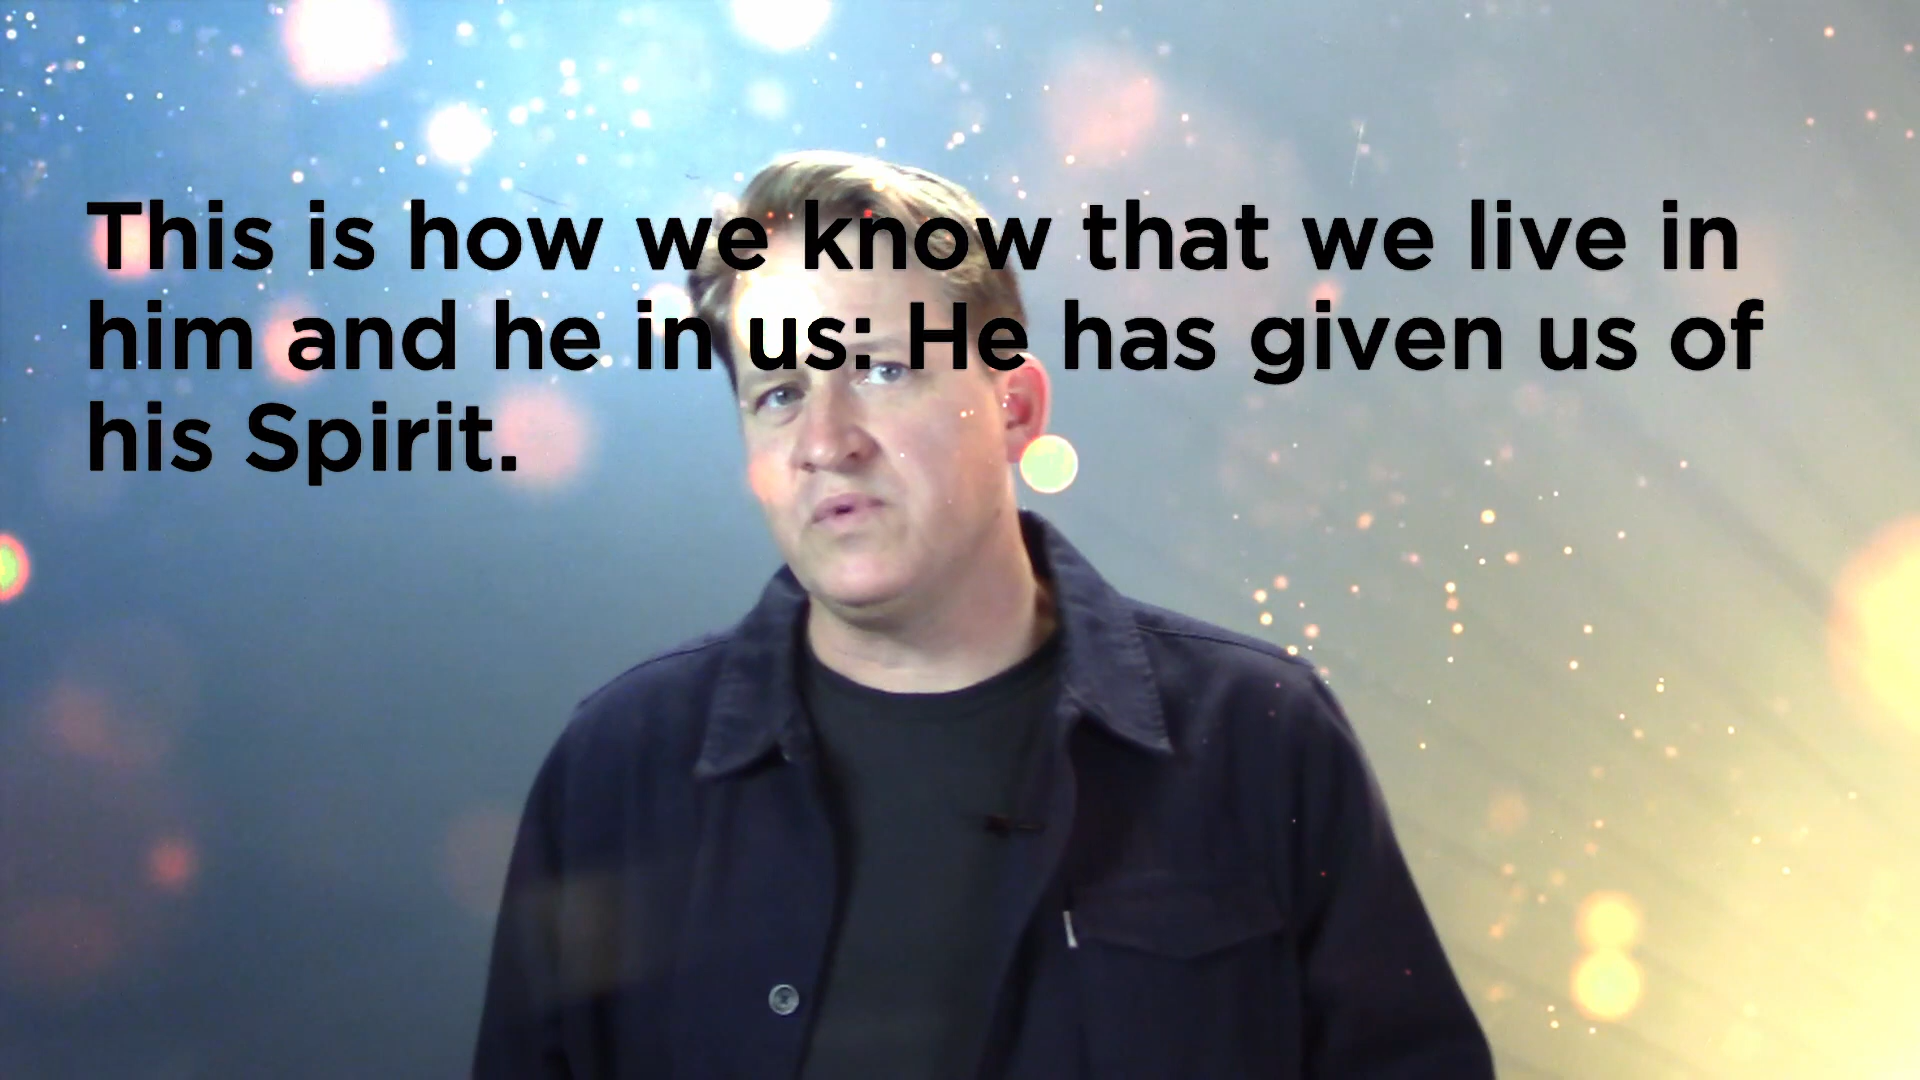 This is how we know that we live in
him and he in us: He has given us of
his Spirit.